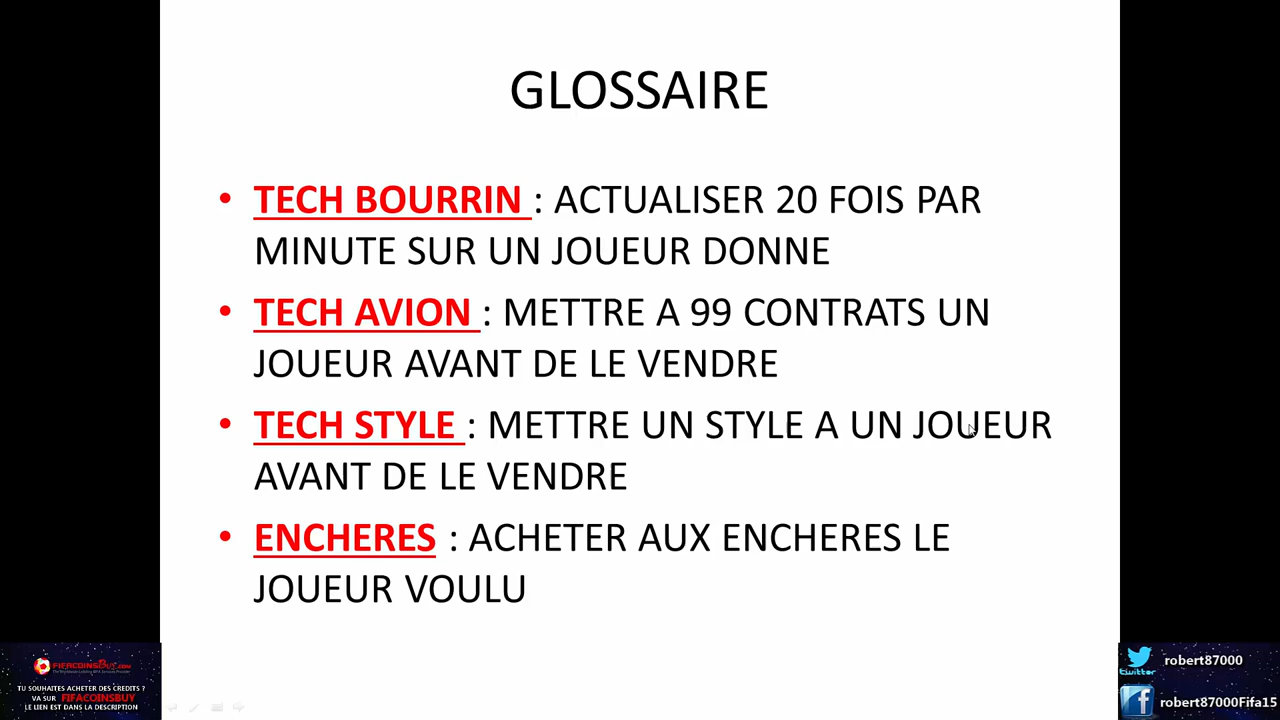 GLOSSAIRE
• TECH BOURRIN : ACTUALISER 20 FOIS PAR
MINUTE SUR UN JOUEUR DONNE
• TECH AVION : METTRE A 99 CONTRATS UN
JOUEUR AVANT DE LE VENDRE
• TECH STYLE : METTRE UN STYLE A UN JOUEUR
AVANT DE LE VENDRE
• ENCHERES : ACHETER AUX ENCHERES LE
JOUEUR VOULU
FIFACOINSBUY.COM
TU SOUHAITES ACHETER DES CREDITS ?
VA SUR FIFACOINSBUY
LE LIEN EST DANS LA DESCRIPTION
twitter robert87000
robert87000Fifa15